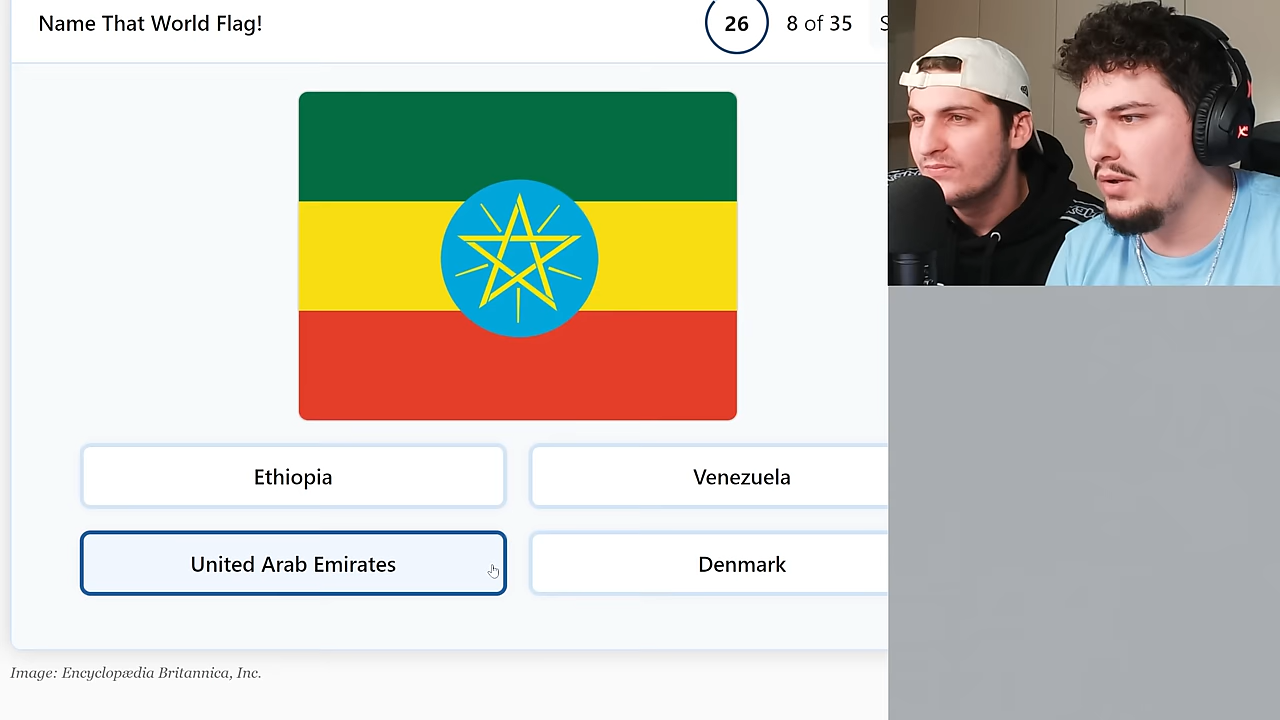 Name That World Flag!
26
8 of 35
Ethiopia
Venezuela
United Arab Emirates
Denmark
Image: Encyclopædia Britannica, Inc.